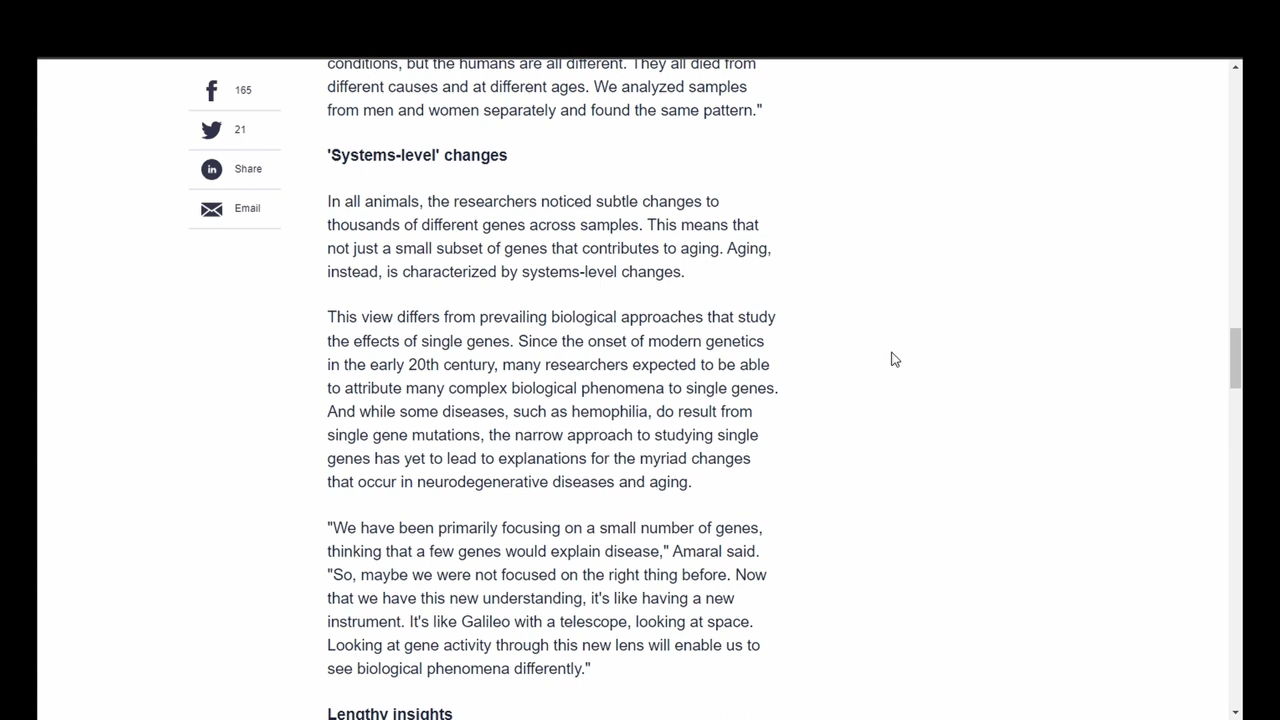 165
21
Share
Email
conditions, but the humans are all different. They all died from
different causes and at different ages. We analyzed samples
from men and women separately and found the same pattern."
'Systems-level' changes
In all animals, the researchers noticed subtle changes to
thousands of different genes across samples. This means that
not just a small subset of genes that contributes to aging. Aging,
instead, is characterized by systems-level changes.
This view differs from prevailing biological approaches that study
the effects of single genes. Since the onset of modern genetics
in the early 20th century, many researchers expected to be able
to attribute many complex biological phenomena to single genes.
And while some diseases, such as hemophilia, do result from
single gene mutations, the narrow approach to studying single
genes has yet to lead to explanations for the myriad changes
that occur in neurodegenerative diseases and aging.
"We have been primarily focusing on a small number of genes,
thinking that a few genes would explain disease," Amaral said.
"So, maybe we were not focused on the right thing before. Now
that we have this new understanding, it's like having a new
instrument. It's like Galileo with a telescope, looking at space.
Looking at gene activity through this new lens will enable us to
see biological phenomena differently."
Lengthy insights